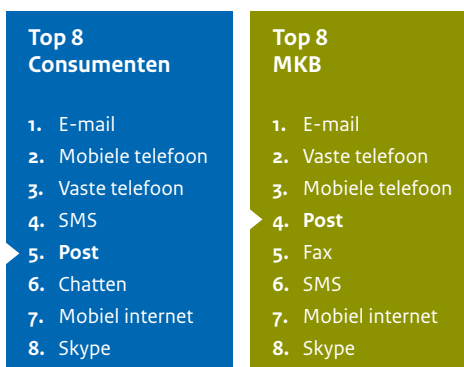 Top 8
Consumenten
1. E-mail
2. Mobiele telefoon
3. Vaste telefoon
4. SMS
5. Post
6. Chatten
7. Mobiel internet
8. Skype
Top 8
MKB
1. E-mail
2. Vaste telefoon
3. Mobiele telefoon
4. Post
5. Fax
6. SMS
7. Mobiel internet
8. Skype